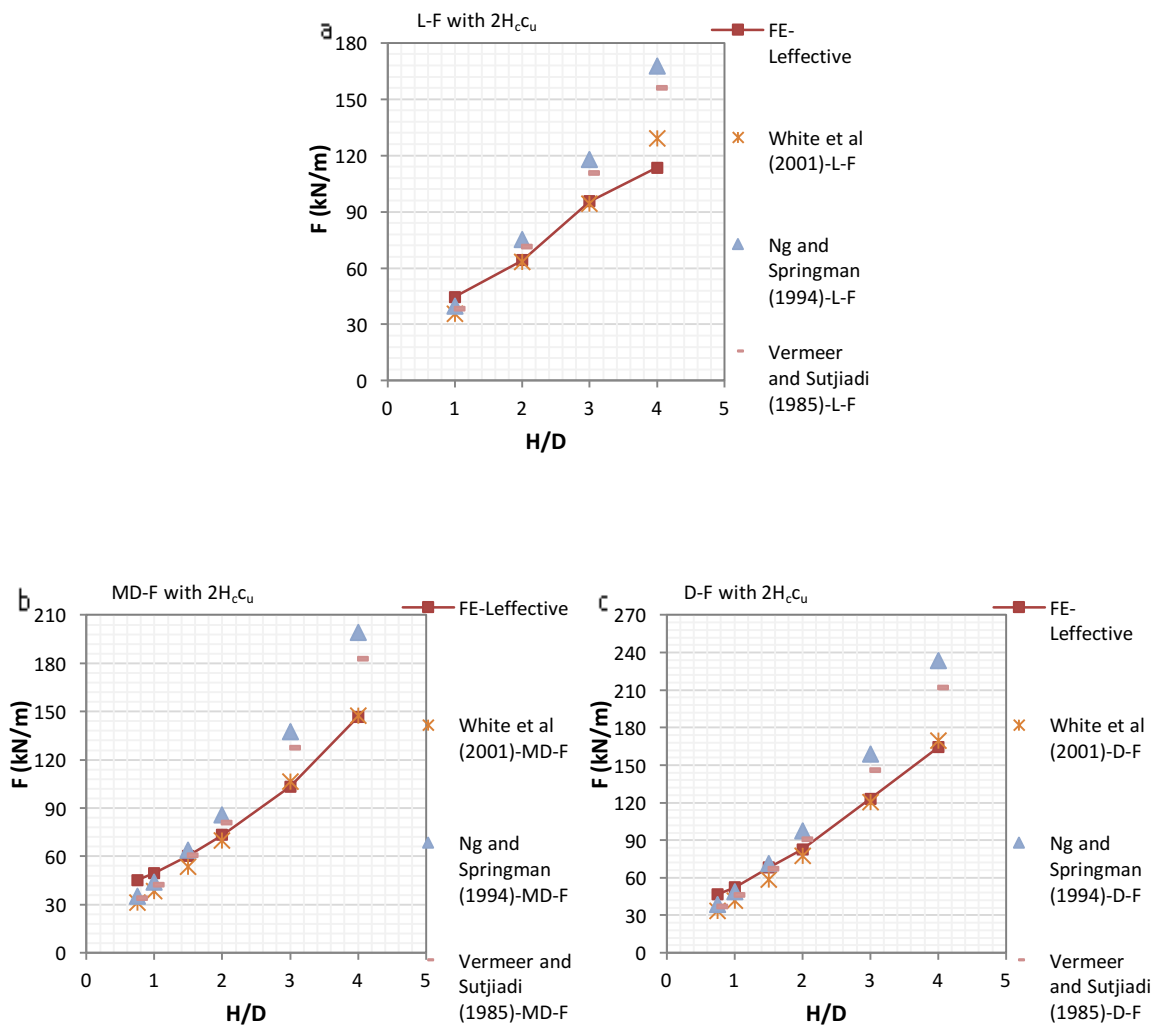 a
L-F with 2Hccu
180
150
120
90
60
30
0
F (kN/m)
0 1 2 3 4 5
H/D
FE-
Leffective
White et al
(2001)-L-F
Ng and
Springman
(1994)-L-F
Vermeer
and Sutjiadi
(1985)-L-F
b
MD-F with 2Hccu
210
180
150
120
90
60
30
0
F (kN/m)
0 1 2 3 4 5
H/D
FE-Leffective
White et al
(2001)-MD-F
Ng and
Springman
(1994)-MD-F
Vermeer and
Sutjiadi
(1985)-MD-F
c
D-F with 2Hccu
270
240
210
180
150
120
90
60
30
0
F (kN/m)
0 1 2 3 4 5
H/D
FE-
Leffective
White et al
(2001)-D-F
Ng and
Springman
(1994)-D-F
Vermeer
and Sutjiadi
(1985)-D-F